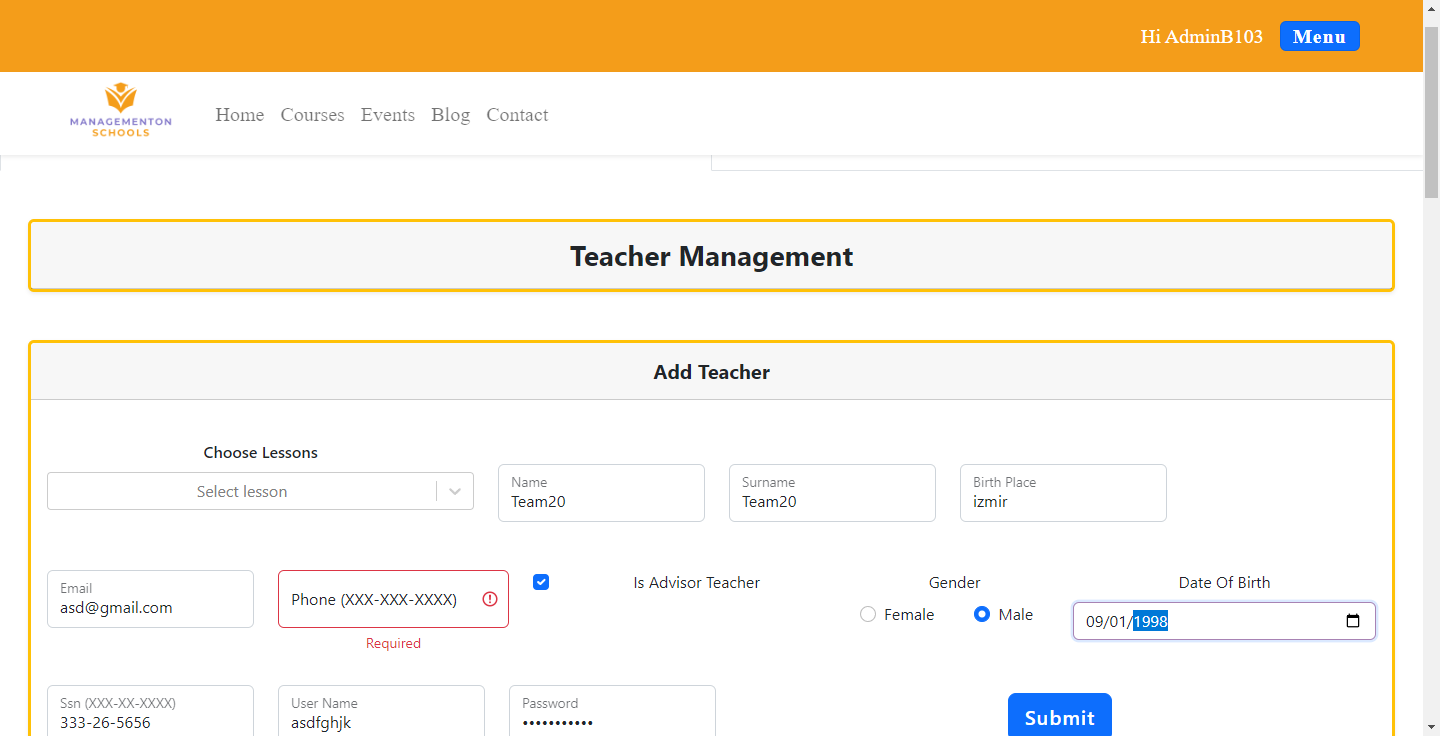 Hi AdminB103 Menu
MANAGEMENTON
SCHOOLS
Home Courses Events Blog Contact
Teacher Management
Add Teacher
Choose Lessons
Select lesson
Name
Team20
Surname
Team20
Birth Place
izmir
Email
asd@gmail.com
Phone (XXX-XXX-XXXX)
Required
Is Advisor Teacher
Gender
Female Male
Date Of Birth
09/01/1998
Ssn (XXX-XX-XXXX)
333-26-5656
User Name
asdfghjk
Password
•••••••••••
Submit